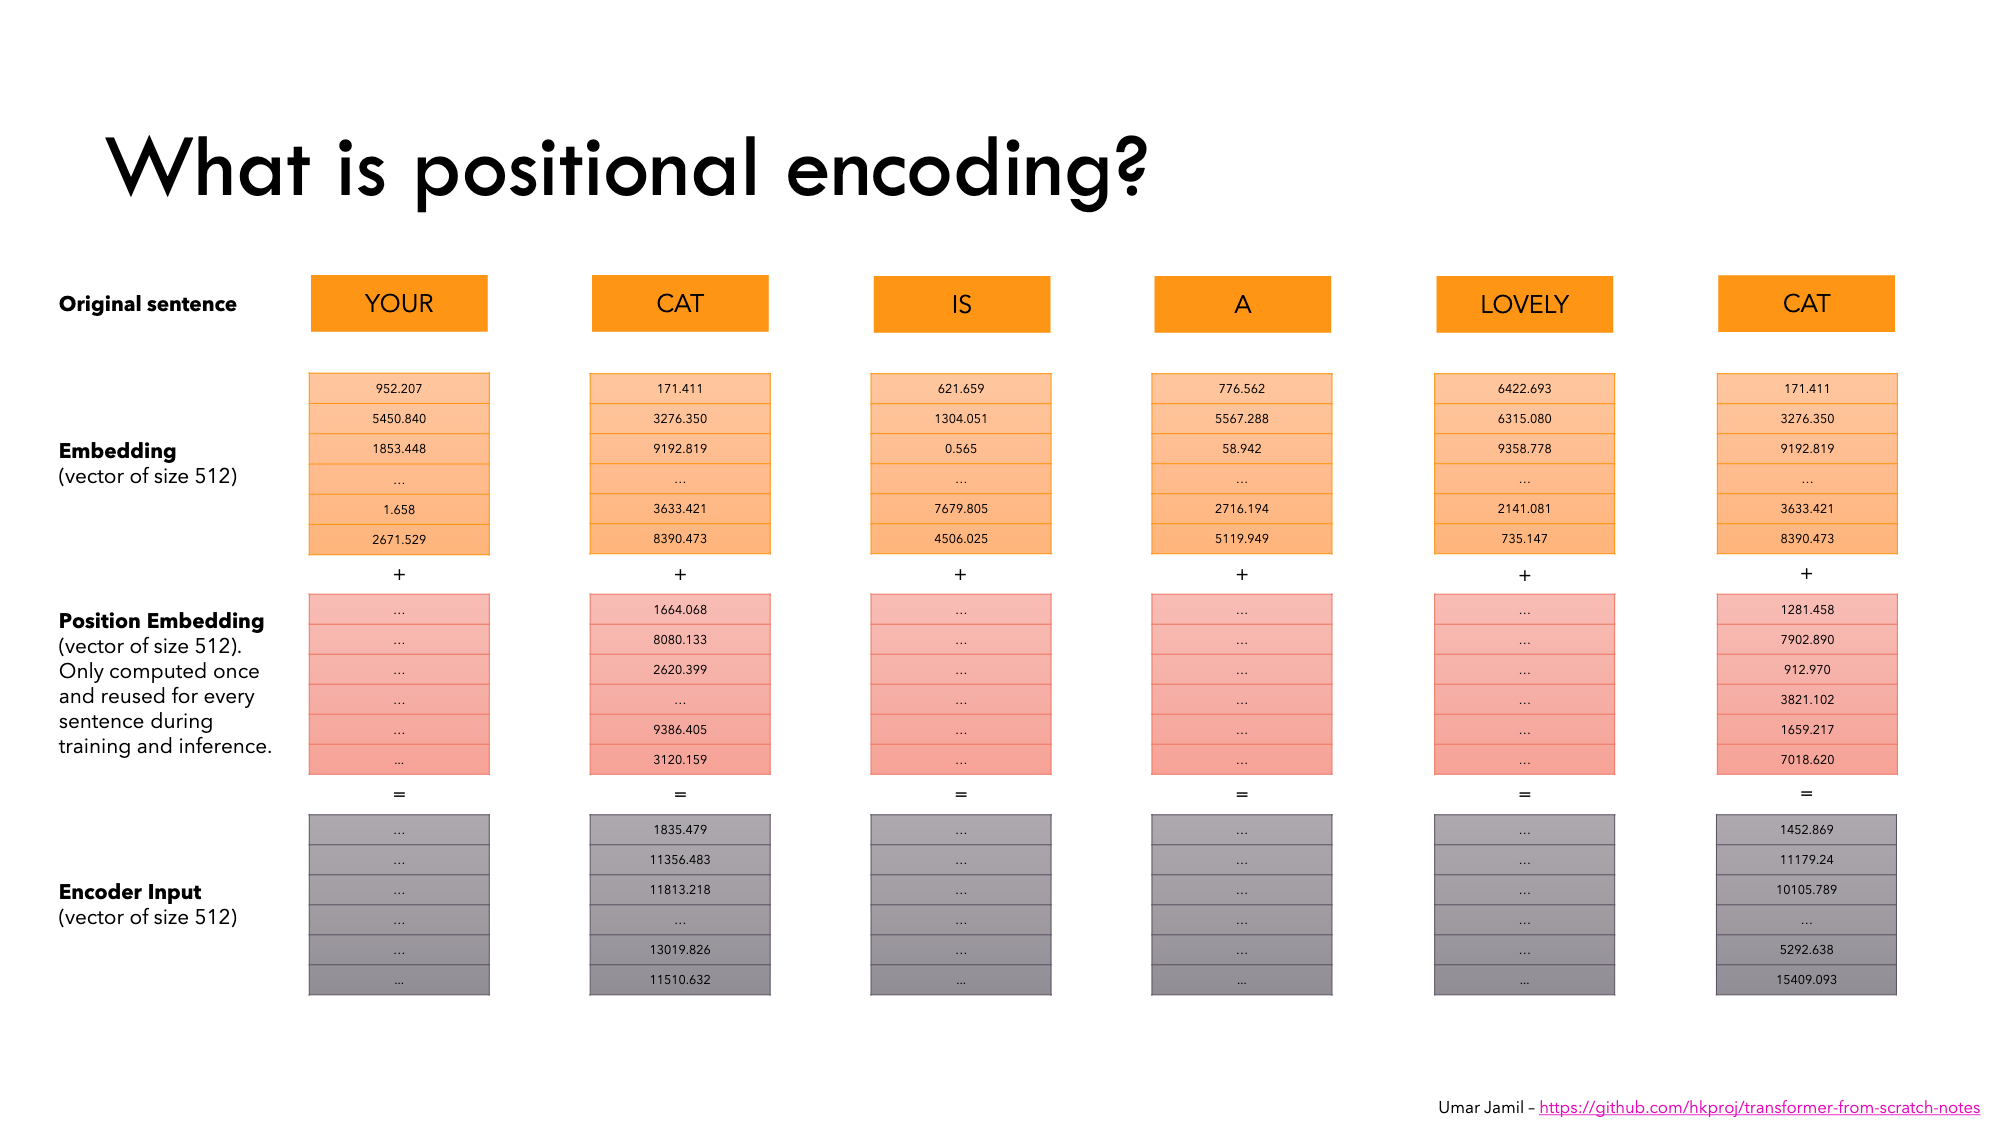 What is positional encoding?
Original sentence YOUR CAT IS A LOVELY CAT
Embedding
(vector of size 512)
952.207 171.411 621.659 776.562 6422.693 171.411
5450.840 3276.350 1304.051 5567.288 6315.080 3276.350
1853.448 9192.819 0.565 58.942 9358.778 9192.819
… … … … … …
1.658 3633.421 7679.805 2716.194 2141.081 3633.421
2671.529 8390.473 4506.025 5119.949 735.147 8390.473
+ + + + + +
Position Embedding
(vector of size 512).
Only computed once
and reused for every
sentence during
training and inference.
… 1664.068 … … … 1281.458
… 8080.133 … … … 7902.890
… 2620.399 … … … 912.970
… … … … … 3821.102
… 9386.405 … … … 1659.217
... 3120.159 … … … 7018.620
= = = = = =
Encoder Input
(vector of size 512)
… 1835.479 … … … 1452.869
… 11356.483 … … … 11179.24
… 11813.218 … … … 10105.789
… … … … … …
… 13019.826 … … … 5292.638
... 11510.632 ... ... ... 15409.093
Umar Jamil – https://github.com/hkproj/transformer-from-scratch-notes